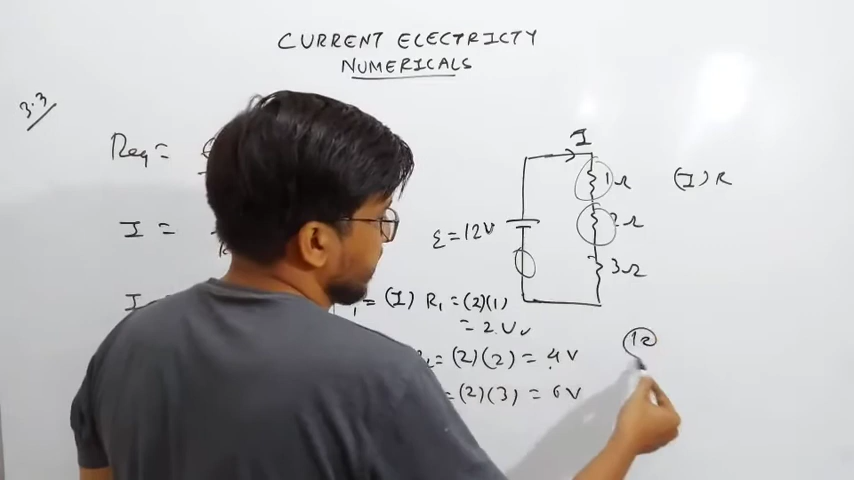 CURRENT ELECTRICTY
NUMERICALS
3.3
Req =
I
1Ω
(I) R
I =
2Ω
ε = 12V
3Ω
I
= (I) R₁ = (2)(1)
= 2V
12
= (2)(2) = 4V
= (2)(3) = 6V